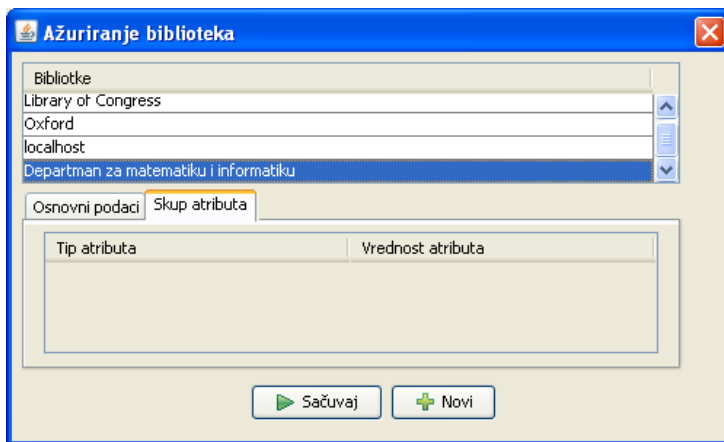 Ažuriranje biblioteka
Bibliotke
Library of Congress
Oxford
localhost
Departman za matematiku i informatiku
Osnovni podaci Skup atributa
Tip atributa Vrednost atributa
Sačuvaj Novi